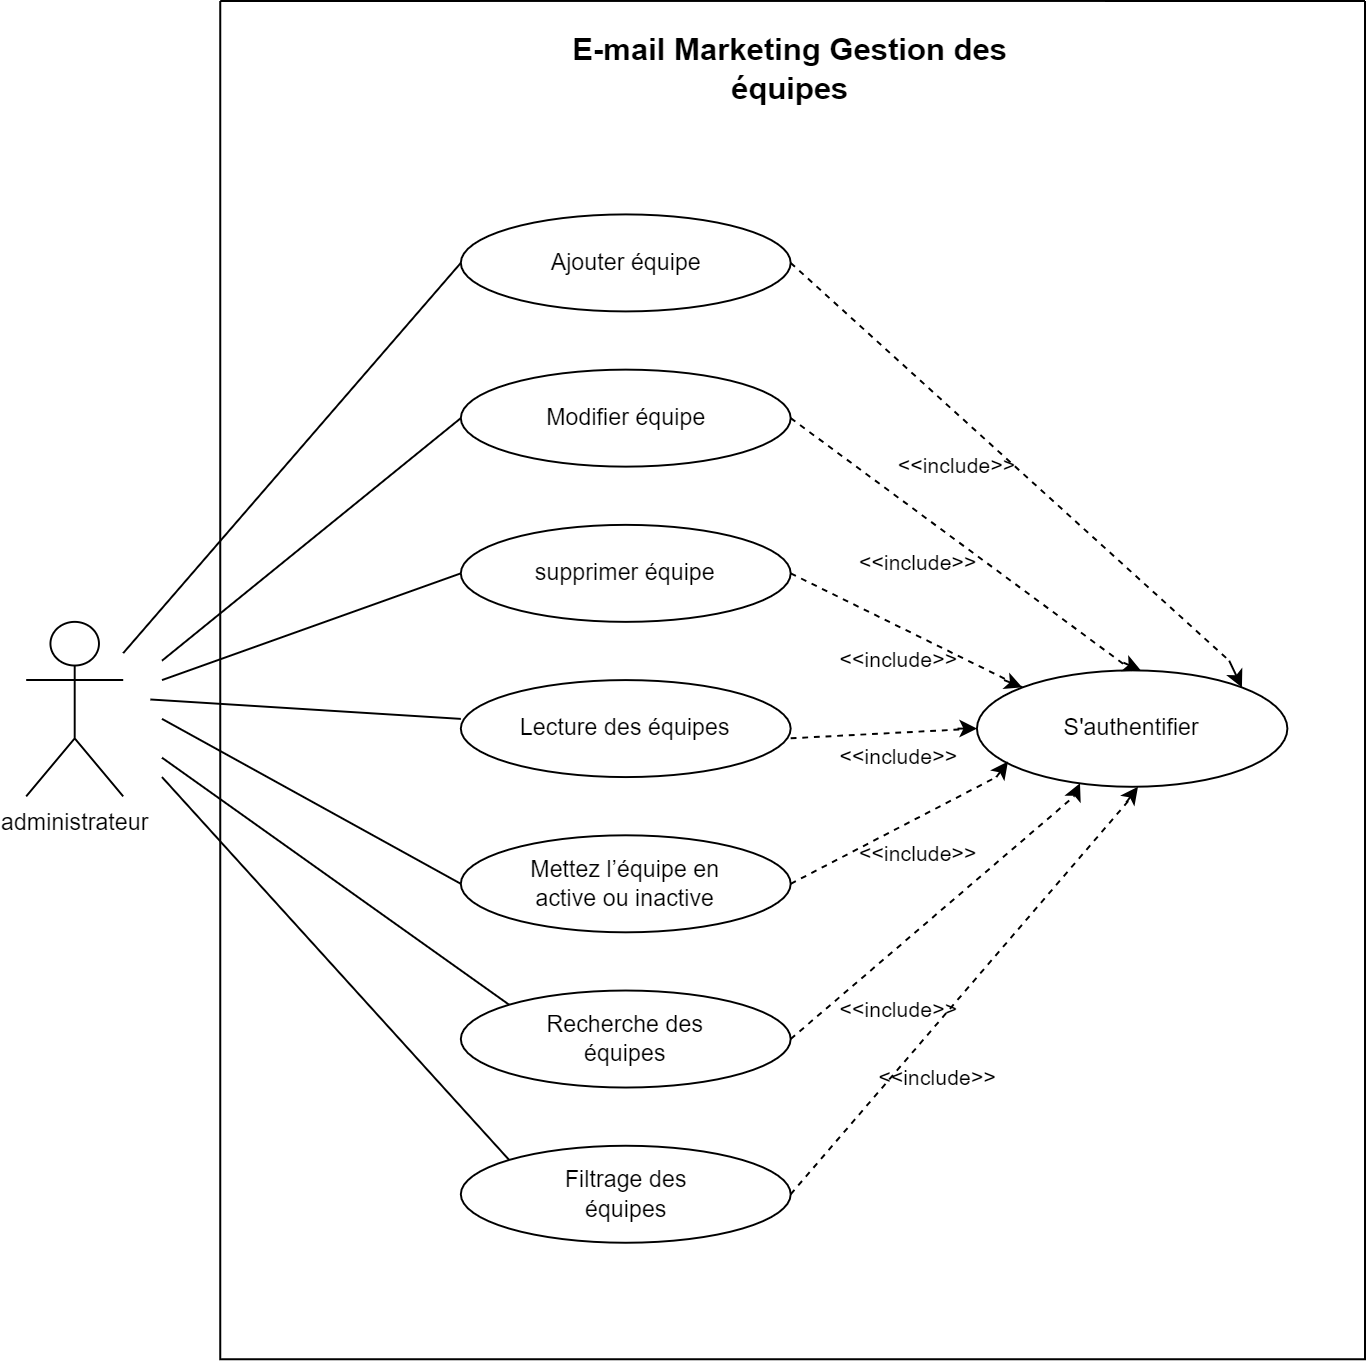 E-mail Marketing Gestion des
équipes
Ajouter équipe
Modifier équipe
<<include>>
<<include>>
supprimer équipe
<<include>>
Lecture des équipes
S'authentifier
<<include>>
administrateur
Mettez l’équipe en
active ou inactive
<<include>>
Recherche des
équipes
<<include>>
<<include>>
Filtrage des
équipes